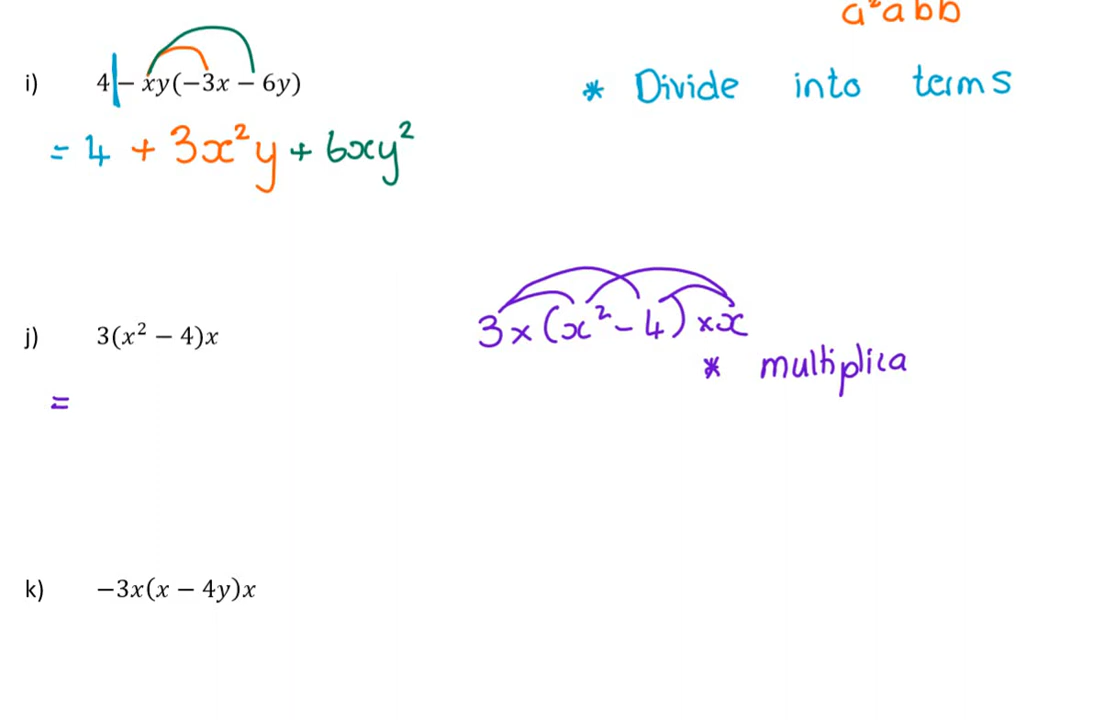 a²abb
i) 4|− xy(−3x − 6y)
* Divide into terms
= 4 + 3x²y + 6xy²
j) 3(x² − 4)x
3×(x²−4)×x
* multiplica
=
k) −3x(x − 4y)x